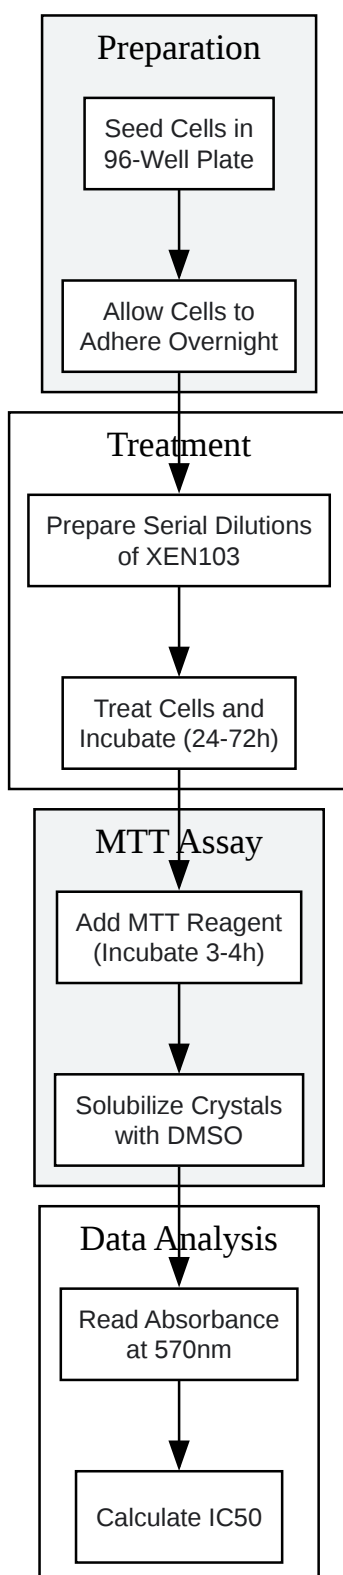 Preparation
Seed Cells in
96-Well Plate
Allow Cells to
Adhere Overnight
Treatment
Prepare Serial Dilutions
of XEN103
Treat Cells and
Incubate (24-72h)
MTT Assay
Add MTT Reagent
(Incubate 3-4h)
Solubilize Crystals
with DMSO
Data Analysis
Read Absorbance
at 570nm
Calculate IC50